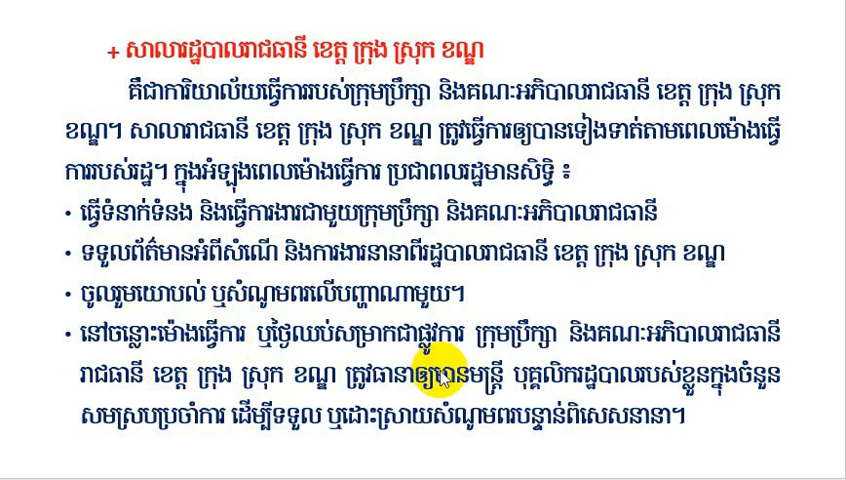 + សាលារដ្ឋបាលរាជធានី ខេត្ត ក្រុង ស្រុក ខណ្ឌ
គឺជាការិយាល័យធ្វើការរបស់ក្រុមប្រឹក្សា និងគណៈអភិបាលរាជធានី ខេត្ត ក្រុង ស្រុក
ខណ្ឌ។ សាលារាជធានី ខេត្ត ក្រុង ស្រុក ខណ្ឌ ត្រូវធ្វើការឲ្យបានទៀងទាត់តាមពេលម៉ោងធ្វើ
ការរបស់រដ្ឋ។ ក្នុងអំឡុងពេលម៉ោងធ្វើការ ប្រជាពលរដ្ឋមានសិទ្ធិ ៖
• ធ្វើទំនាក់ទំនង និងធ្វើការងារជាមួយក្រុមប្រឹក្សា និងគណៈអភិបាលរាជធានី
• ទទួលព័ត៌មានអំពីសំណើ និងការងារនានាពីរដ្ឋបាលរាជធានី ខេត្ត ក្រុង ស្រុក ខណ្ឌ
• ចូលរួមយោបល់ ឬសំណូមពរលើបញ្ហាណាមួយ។
• នៅចន្លោះម៉ោងធ្វើការ ឬថ្ងៃឈប់សម្រាកជាផ្លូវការ ក្រុមប្រឹក្សា និងគណៈអភិបាលរាជធានី
រាជធានី ខេត្ត ក្រុង ស្រុក ខណ្ឌ ត្រូវធានាឲ្យមានមន្ត្រី បុគ្គលិករដ្ឋបាលរបស់ខ្លួនក្នុងចំនួន
សមស្របប្រចាំការ ដើម្បីទទួល ឬដោះស្រាយសំណូមពរបន្ទាន់ពិសេសនានា។